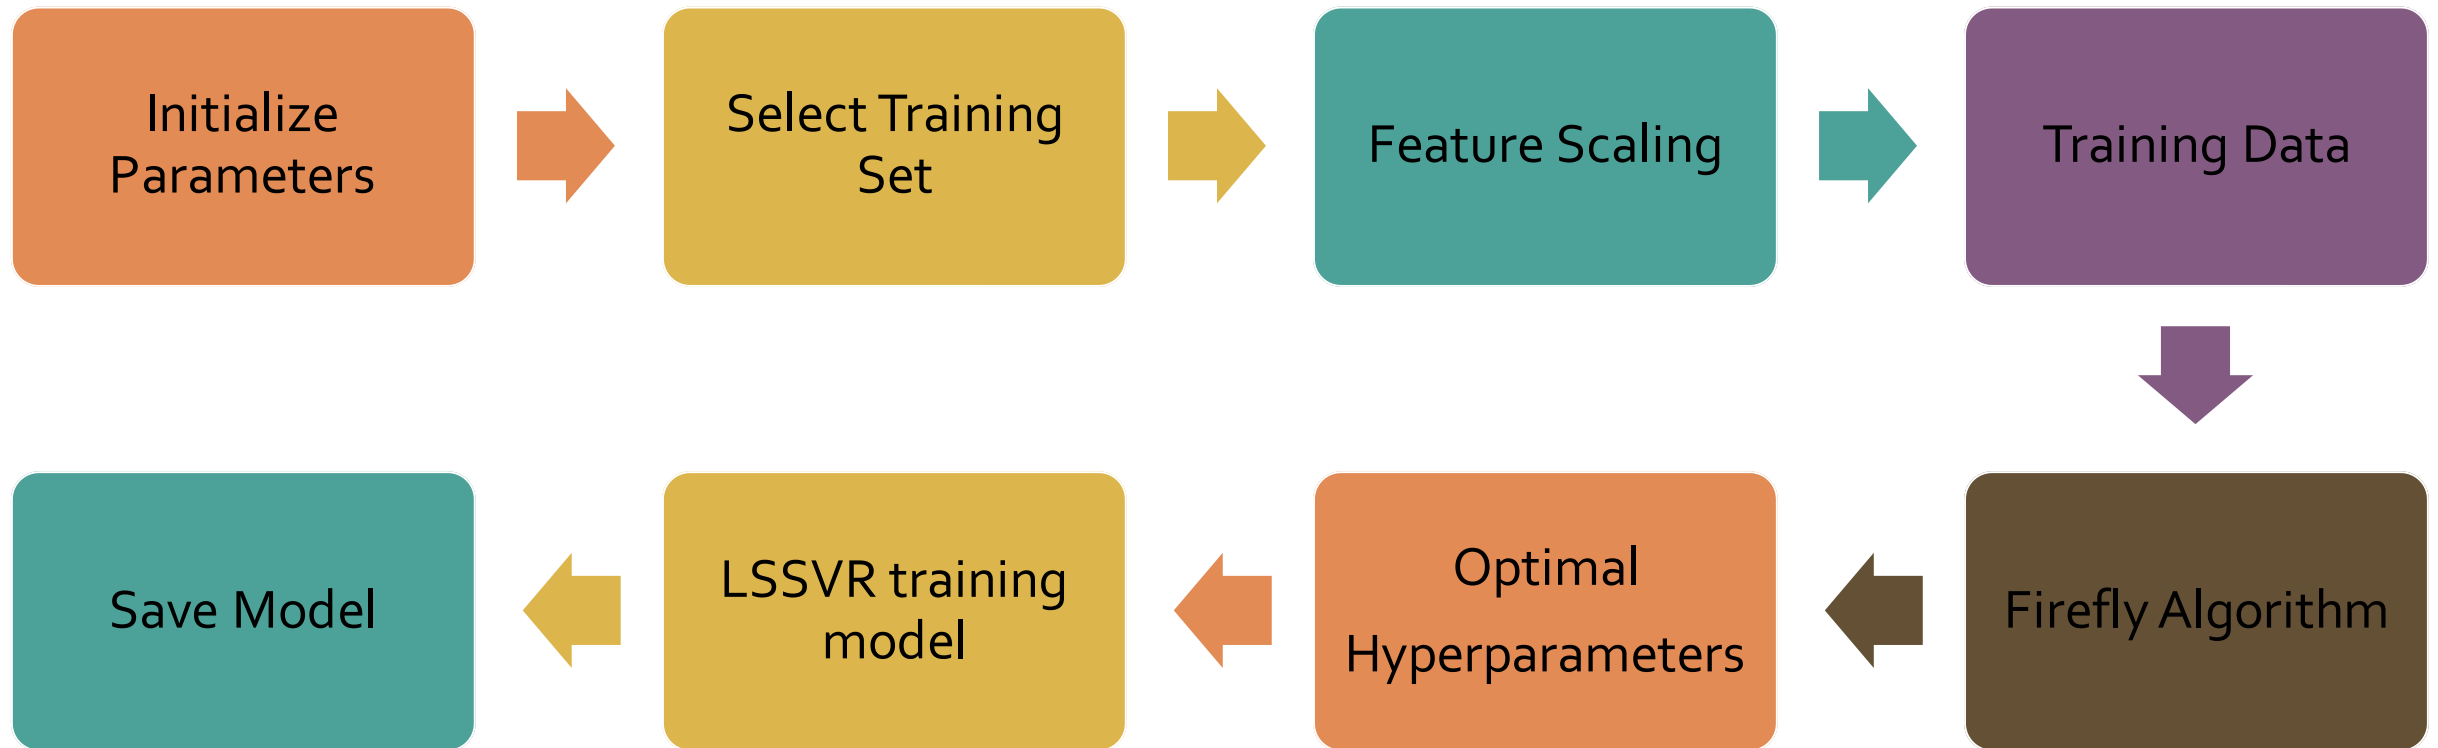 Initialize
Parameters
Select Training
Set
Feature Scaling
Training Data
Firefly Algorithm
Optimal
Hyperparameters
LSSVR training
model
Save Model